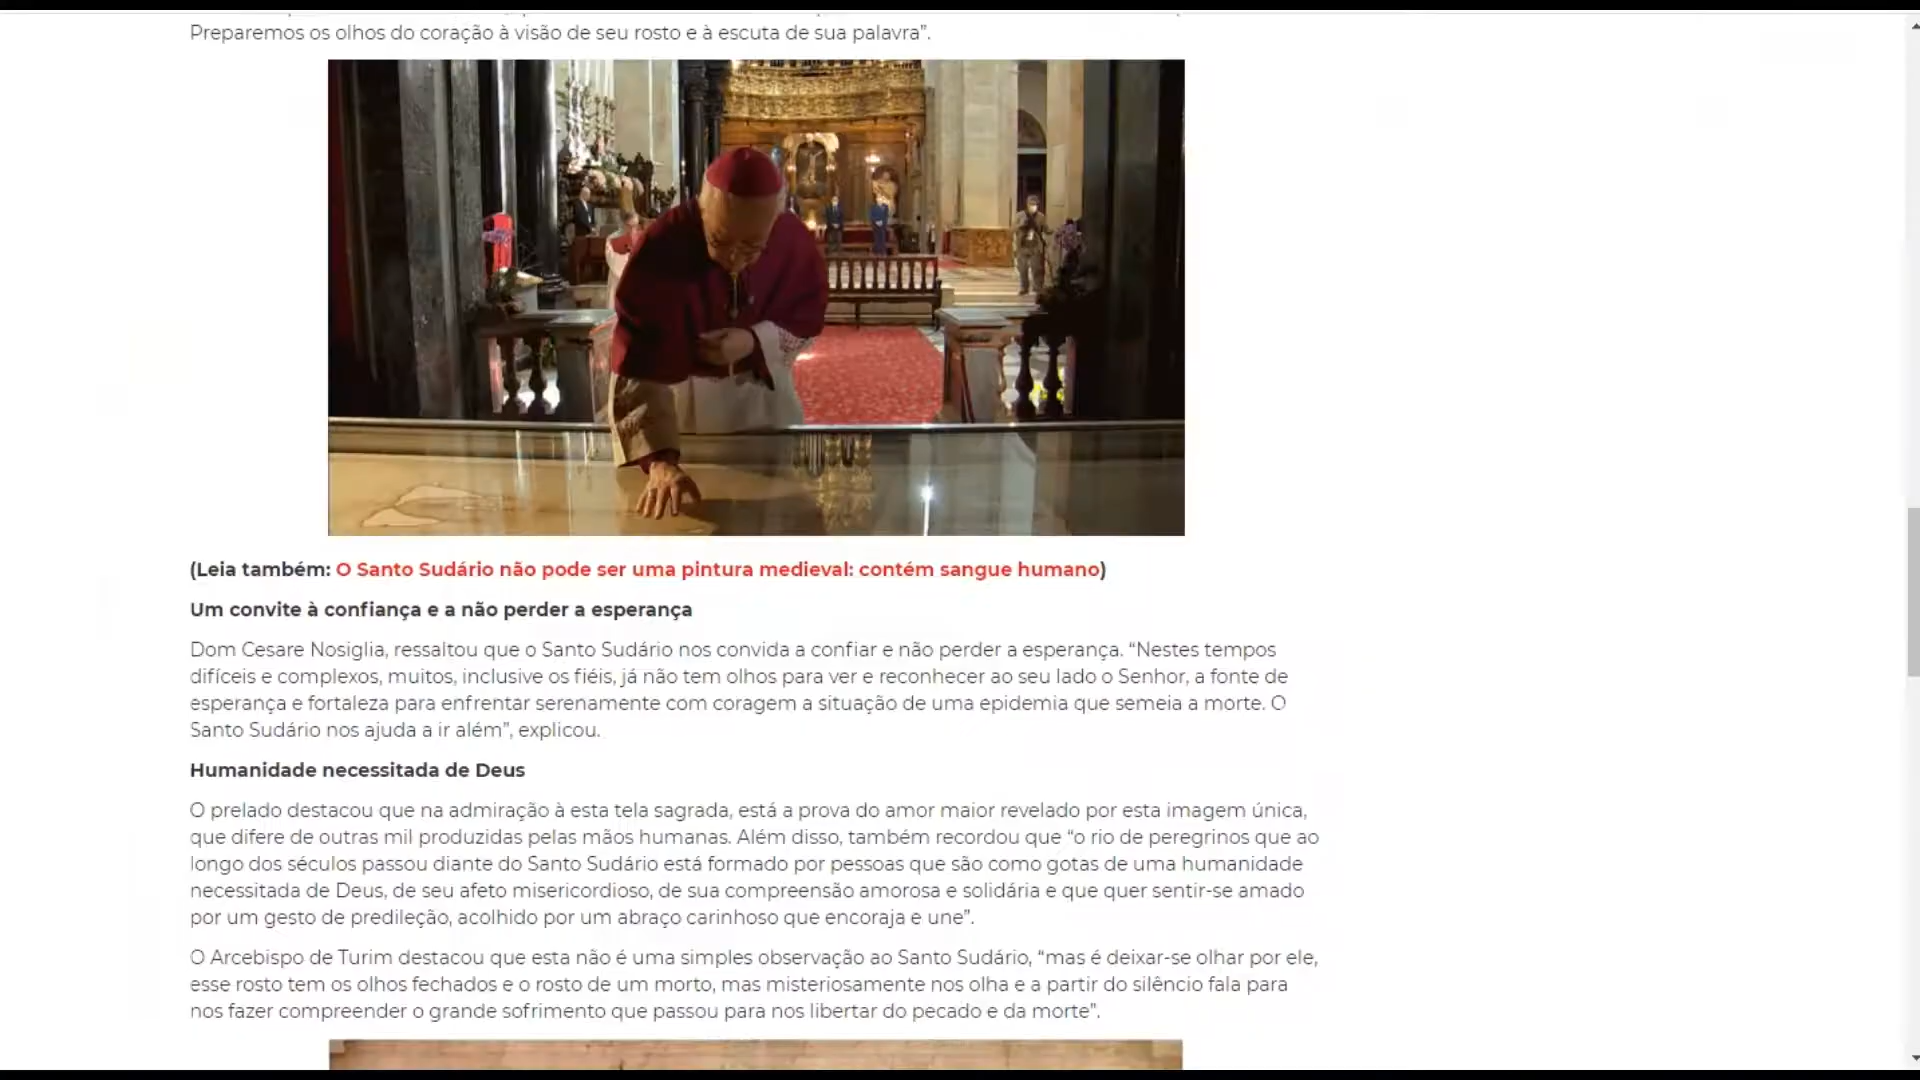 Preparemos os olhos do coração à visão de seu rosto e à escuta de sua palavra”.
(Leia também: O Santo Sudário não pode ser uma pintura medieval: contém sangue humano)
Um convite à confiança e a não perder a esperança
Dom Cesare Nosiglia, ressaltou que o Santo Sudário nos convida a confiar e não perder a esperança. “Nestes tempos
difíceis e complexos, muitos, inclusive os fiéis, já não tem olhos para ver e reconhecer ao seu lado o Senhor, a fonte de
esperança e fortaleza para enfrentar serenamente com coragem a situação de uma epidemia que semeia a morte. O
Santo Sudário nos ajuda a ir além”, explicou.
Humanidade necessitada de Deus
O prelado destacou que na admiração à esta tela sagrada, está a prova do amor maior revelado por esta imagem única,
que difere de outras mil produzidas pelas mãos humanas. Além disso, também recordou que “o rio de peregrinos que ao
longo dos séculos passou diante do Santo Sudário está formado por pessoas que são como gotas de uma humanidade
necessitada de Deus, de seu afeto misericordioso, de sua compreensão amorosa e solidária e que quer sentir-se amado
por um gesto de predileção, acolhido por um abraço carinhoso que encoraja e une”.
O Arcebispo de Turim destacou que esta não é uma simples observação ao Santo Sudário, “mas é deixar-se olhar por ele,
esse rosto tem os olhos fechados e o rosto de um morto, mas misteriosamente nos olha e a partir do silêncio fala para
nos fazer compreender o grande sofrimento que passou para nos libertar do pecado e da morte”.